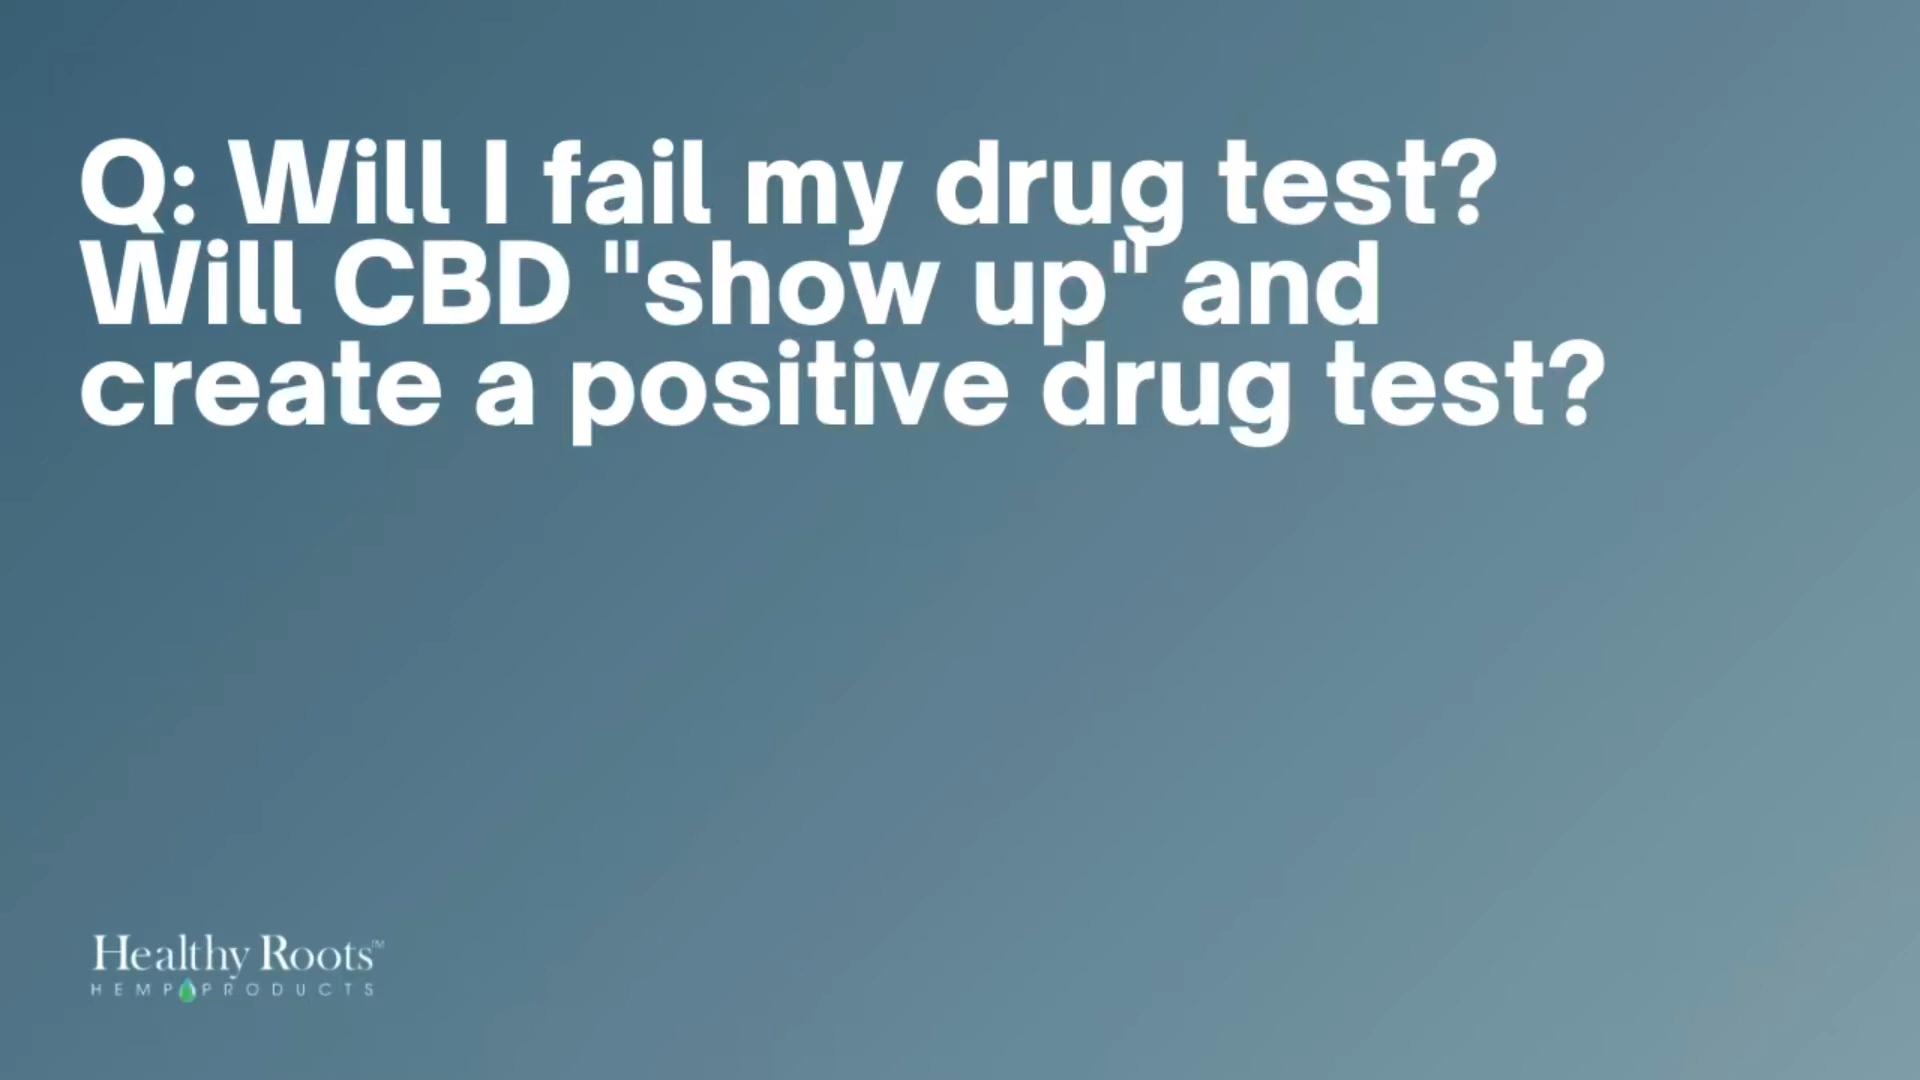 Q: Will I fail my drug test?
Will CBD "show up" and
create a positive drug test?
Healthy Roots™
HEMP PRODUCTS